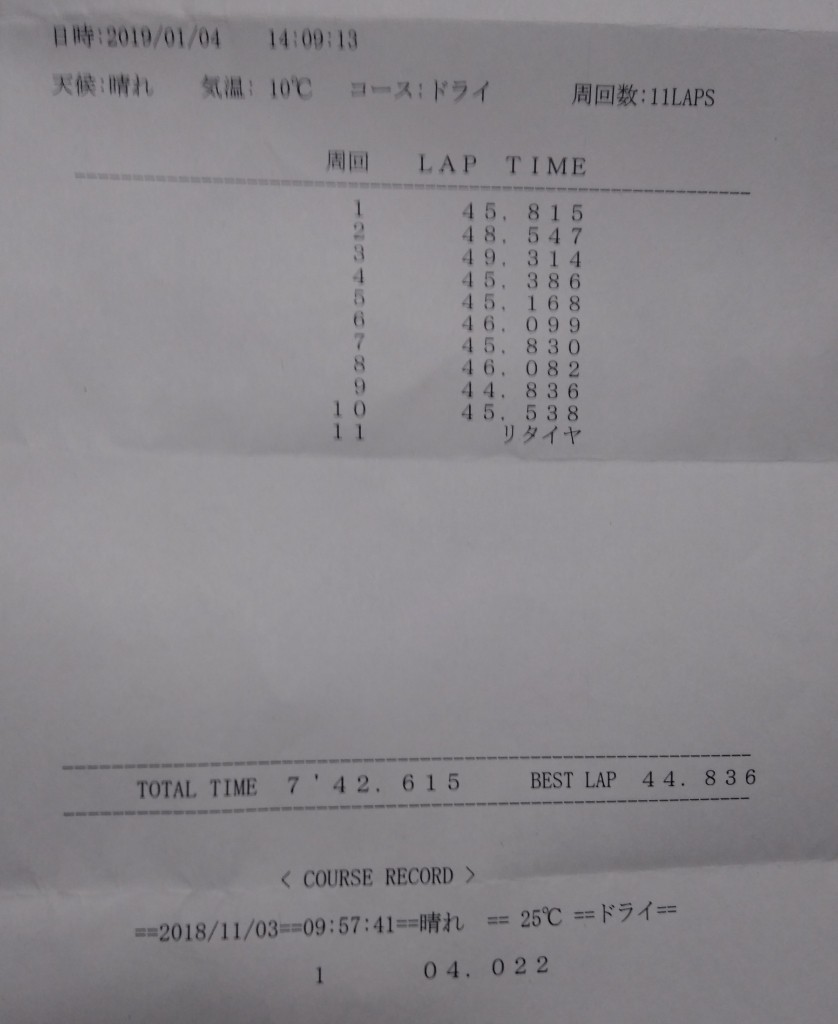 日時:2019/01/04 14:09:13
天候:晴れ 気温: 10℃ コース:ドライ 周回数:11LAPS
周回 LAP TIME
1 45.815
2 48.547
3 49.314
4 45.386
5 45.168
6 46.099
7 45.830
8 46.082
9 44.836
10 45.538
11 リタイヤ
TOTAL TIME 7'42.615 BEST LAP 44.836
< COURSE RECORD >
==2018/11/03==09:57:41==晴れ == 25℃ ==ドライ==
1 04.022